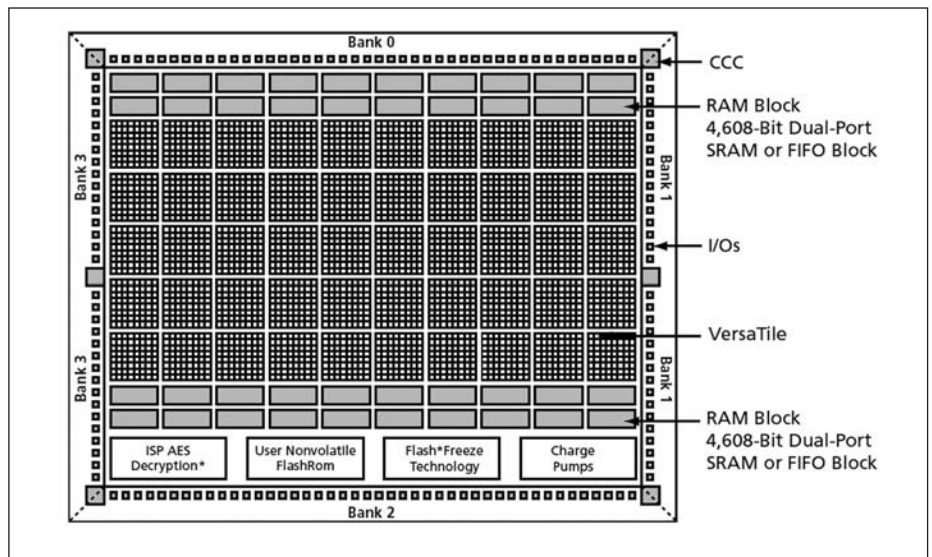 Bank 0
CCC
RAM Block
4,608-Bit Dual-Port
SRAM or FIFO Block
Bank 3
Bank 1
I/Os
VersaTile
Bank 3
Bank 1
RAM Block
4,608-Bit Dual-Port
SRAM or FIFO Block
ISP AES
Decryption*
User Nonvolatile
FlashRom
Flash*Freeze
Technology
Charge
Pumps
Bank 2